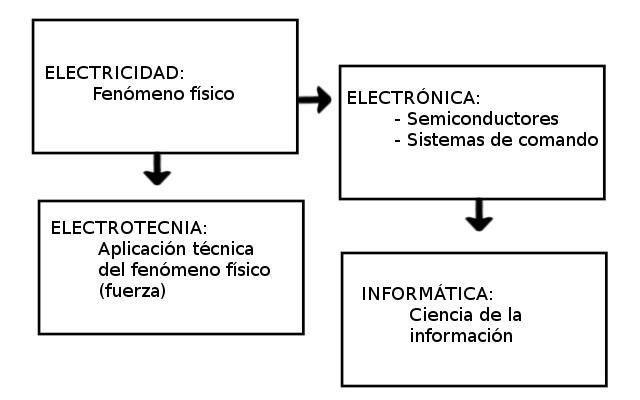 ELECTRICIDAD:
Fenómeno físico
ELECTRÓNICA:
- Semiconductores
- Sistemas de comando
ELECTROTECNIA:
Aplicación técnica
del fenómeno físico
(fuerza)
INFORMÁTICA:
Ciencia de la
información